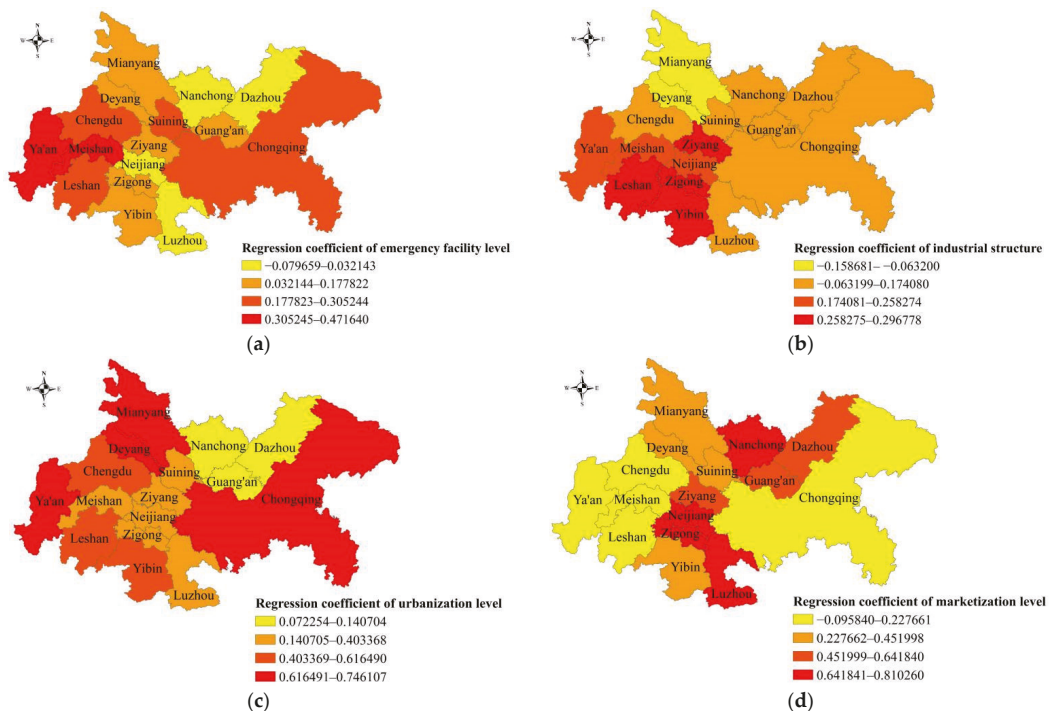 N
W E
S
Mianyang
Deyang
Nanchong
Dazhou
Chengdu
Suining
Guang'an
Ya'an
Meishan
Ziyang
Chongqing
Neijiang
Leshan
Zigong
Yibin
Luzhou
Regression coefficient of emergency facility level
−0.079659–0.032143
0.032144–0.177822
0.177823–0.305244
0.305245–0.471640
(a)
N
W E
S
Mianyang
Deyang
Nanchong
Dazhou
Chengdu
Suining
Guang'an
Ya'an
Meishan
Ziyang
Chongqing
Neijiang
Leshan
Zigong
Yibin
Luzhou
Regression coefficient of industrial structure
−0.158681– −0.063200
−0.063199–0.174080
0.174081–0.258274
0.258275–0.296778
(b)
N
W E
S
Mianyang
Deyang
Nanchong
Dazhou
Chengdu
Suining
Guang'an
Ya'an
Meishan
Ziyang
Chongqing
Neijiang
Leshan
Zigong
Yibin
Luzhou
Regression coefficient of urbanization level
0.072254–0.140704
0.140705–0.403368
0.403369–0.616490
0.616491–0.746107
(c)
N
W E
S
Mianyang
Deyang
Nanchong
Dazhou
Chengdu
Suining
Guang'an
Ya'an
Meishan
Ziyang
Chongqing
Neijiang
Leshan
Zigong
Yibin
Luzhou
Regression coefficient of marketization level
−0.095840–0.227661
0.227662–0.451998
0.451999–0.641840
0.641841–0.810260
(d)